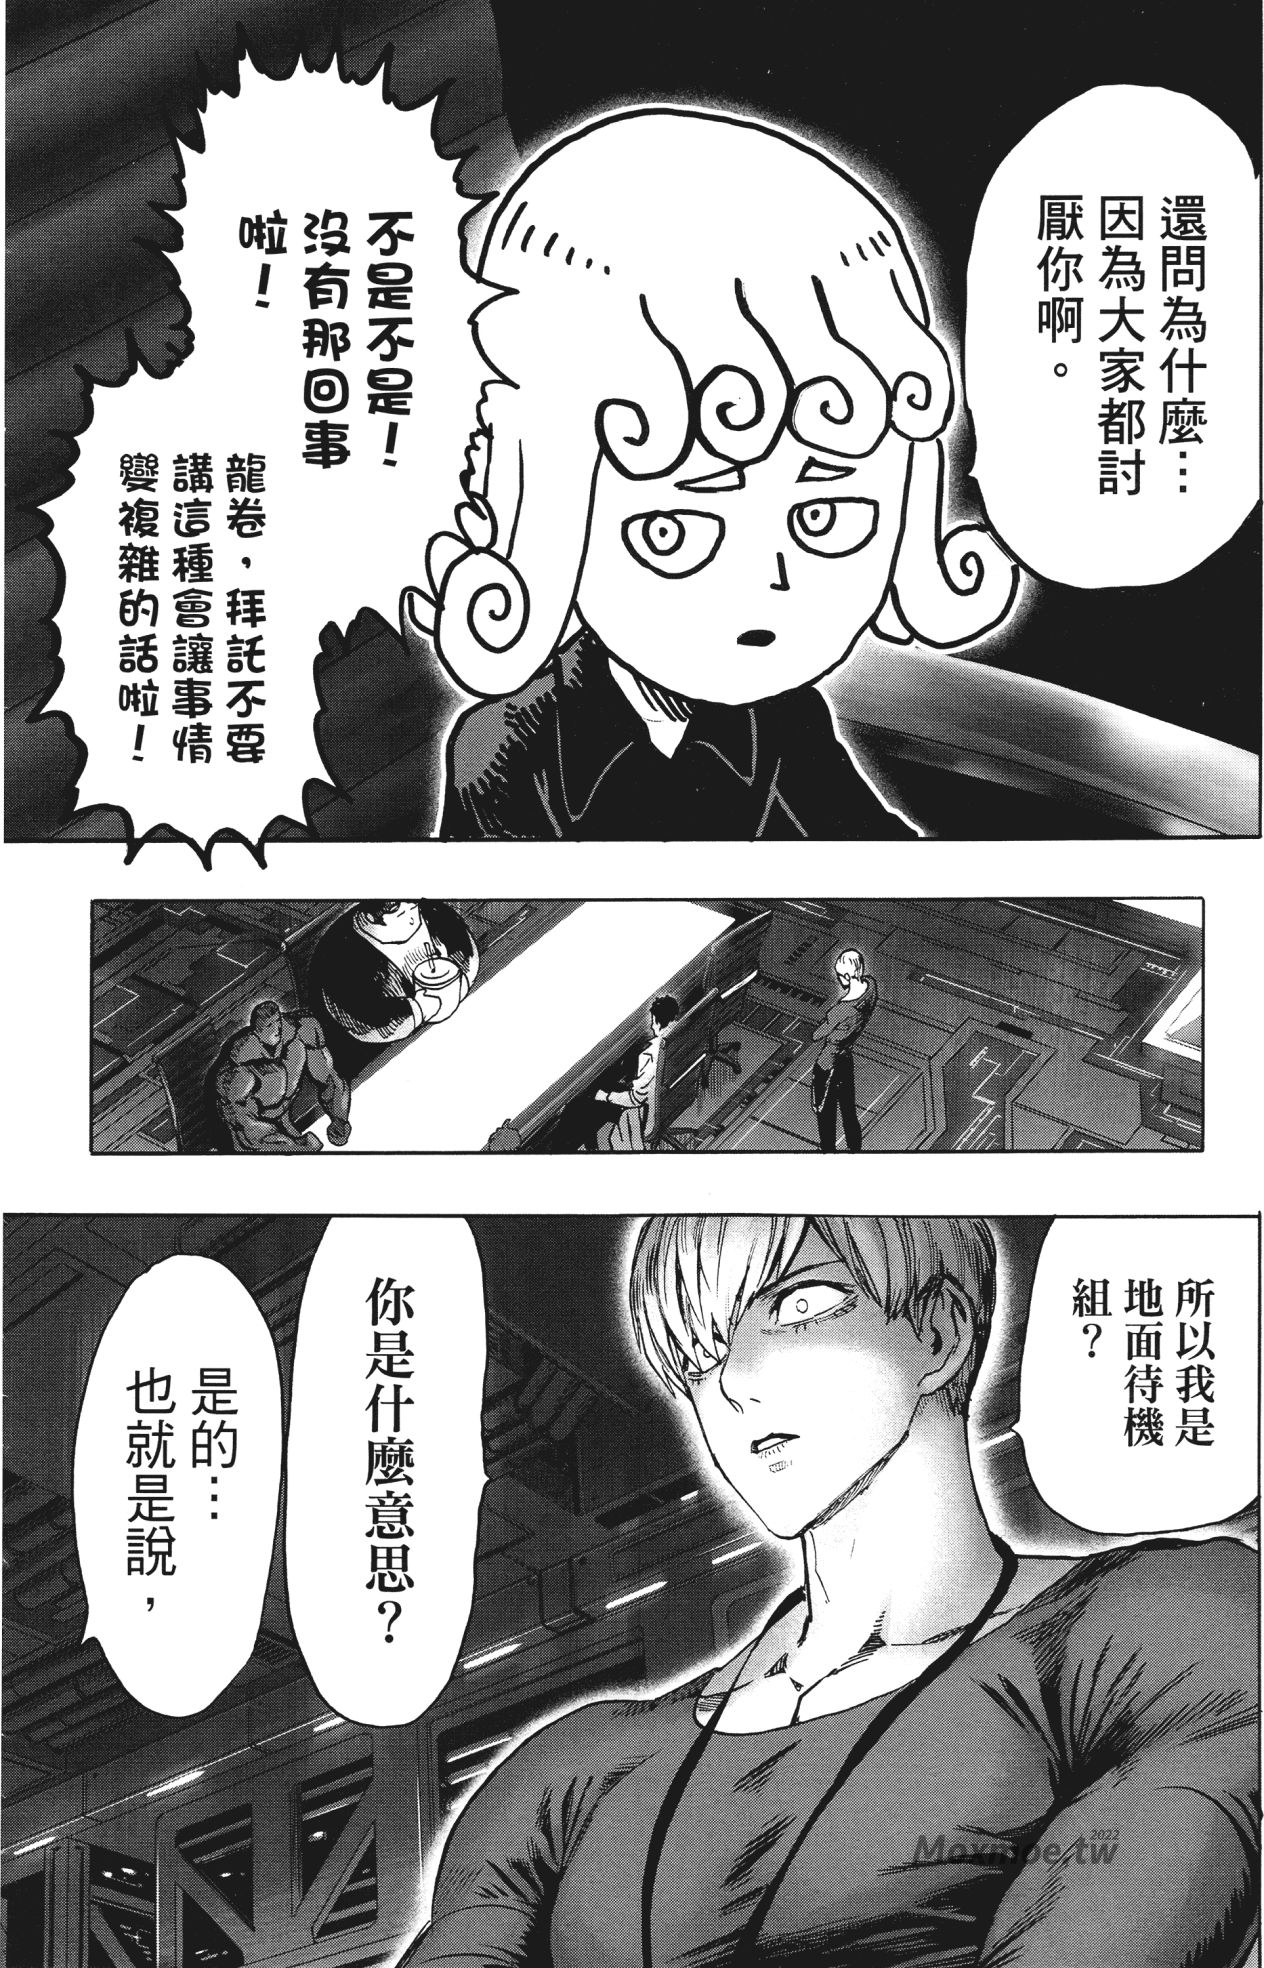 還問為什麼…
因為大家都討
厭你啊。
不是不是！
沒有那回事
啦！
龍卷，拜託不要
講這種會讓事情
變複雜的話啦！
所以我是
地面待機
組？
你是什麼意思？
是的…
也就是說，
Moxmoe.tw
2022